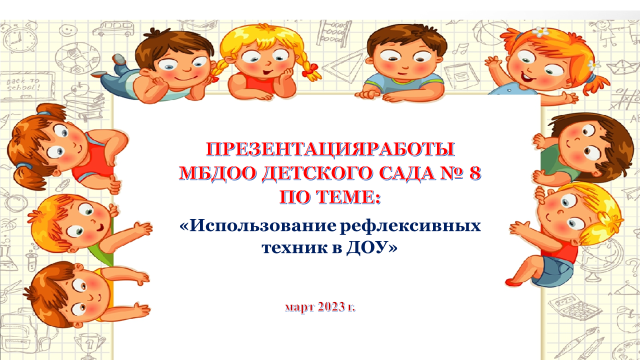 ПРЕЗЕНТАЦИЯРАБОТЫ
МБДОО ДЕТСКОГО САДА № 8
ПО ТЕМЕ:
«Использование рефлексивных
техник в ДОУ»
март 2023 г.